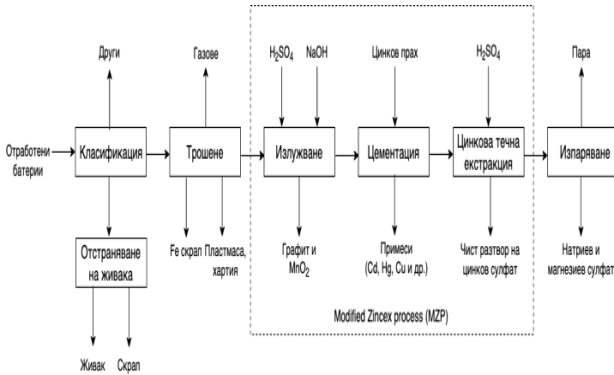 Други
Газове
H2SO4
NaOH
Цинков прах
H2SO4
Пара
Отработени
батерии
Класификация
Трошене
Излужване
Цементация
Цинкова течна
екстракция
Изпаряване
Отстраняване
на живака
Fe скрап
Пластмаса,
хартия
Графит и
MnO2
Примеси
(Cd, Hg, Cu и др.)
Чист разтвор на
цинков сулфат
Натриев и
магнезиев сулфат
Modified Zincex process (MZP)
Живак
Скрап